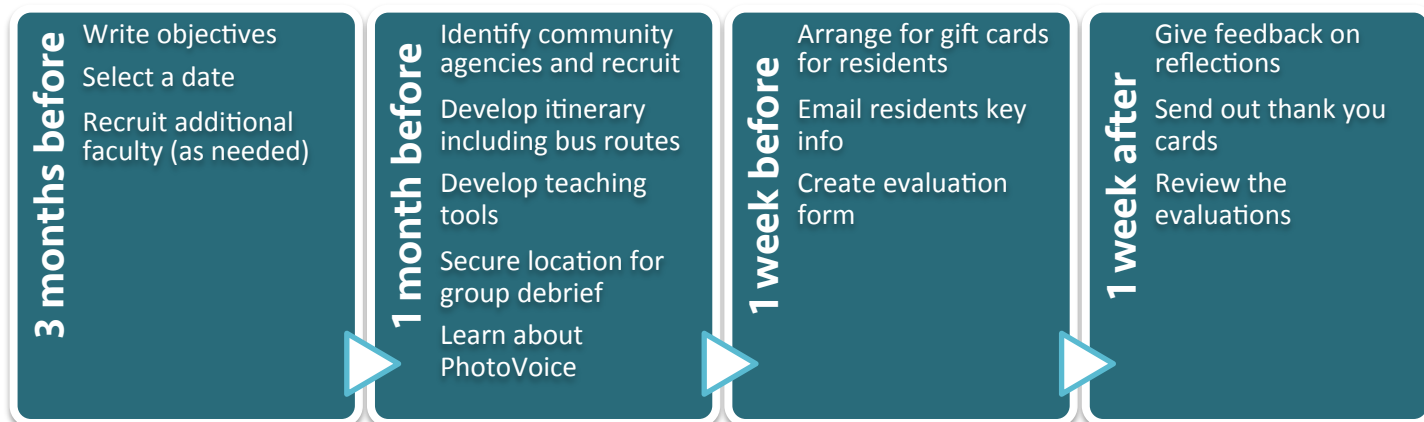 3 months before
Write objectives
Select a date
Recruit additional
faculty (as needed)
1 month before
Identify community
agencies and recruit
Develop itinerary
including bus routes
Develop teaching
tools
Secure location for
group debrief
Learn about
PhotoVoice
1 week before
Arrange for gift cards
for residents
Email residents key
info
Create evaluation
form
1 week after
Give feedback on
reflections
Send out thank you
cards
Review the
evaluations